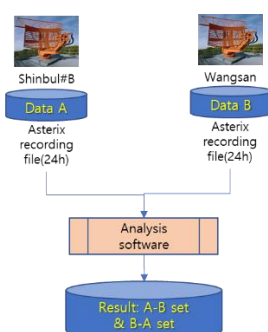 Shinbul#B
Wangsan
Data A
Data B
Asterix
recording
file(24h)
Asterix
recording
file(24h)
Analysis
software
Result: A-B set
& B-A set